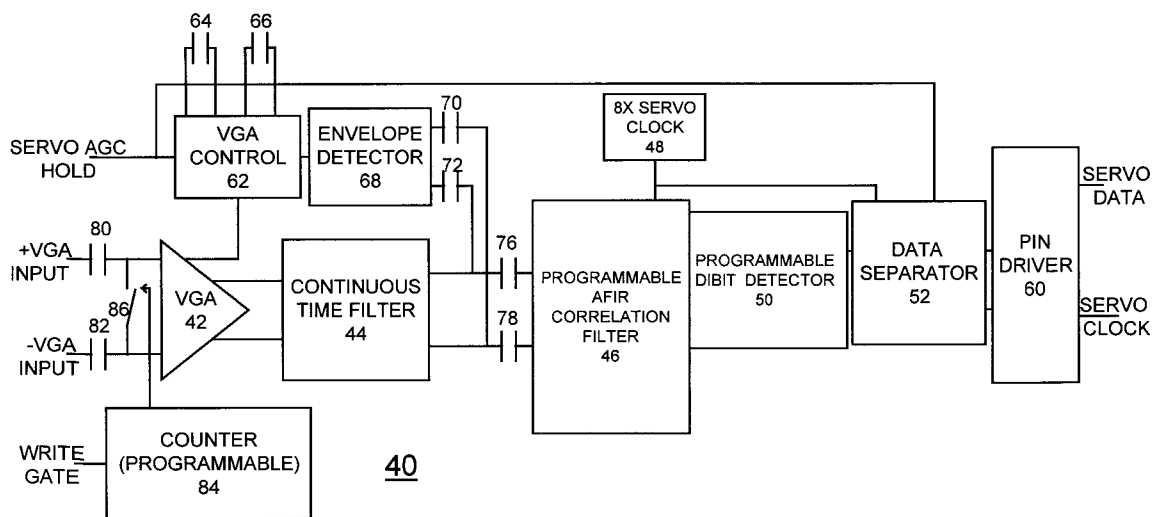 64
66
SERVO AGC
HOLD
VGA
CONTROL
62
ENVELOPE
DETECTOR
68
70
72
8X SERVO
CLOCK
48
+VGA
INPUT
80
-VGA
INPUT
82
86
VGA
42
CONTINUOUS
TIME FILTER
44
76
78
PROGRAMMABLE
AFIR
CORRELATION
FILTER
46
PROGRAMMABLE
DIBIT DETECTOR
50
DATA
SEPARATOR
52
PIN
DRIVER
60
SERVO
DATA
SERVO
CLOCK
WRITE
GATE
COUNTER
(PROGRAMMABLE)
84
40